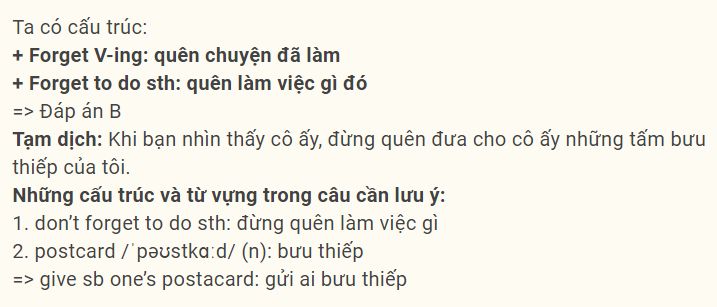 Ta có cấu trúc:
+ Forget V-ing: quên chuyện đã làm
+ Forget to do sth: quên làm việc gì đó
=> Đáp án B
Tạm dịch: Khi bạn nhìn thấy cô ấy, đừng quên đưa cho cô ấy những tấm bưu
thiếp của tôi.
Những cấu trúc và từ vựng trong câu cần lưu ý:
1. don’t forget to do sth: đừng quên làm việc gì
2. postcard /ˈpəʊstkɑːd/ (n): bưu thiếp
=> give sb one’s postacard: gửi ai bưu thiếp